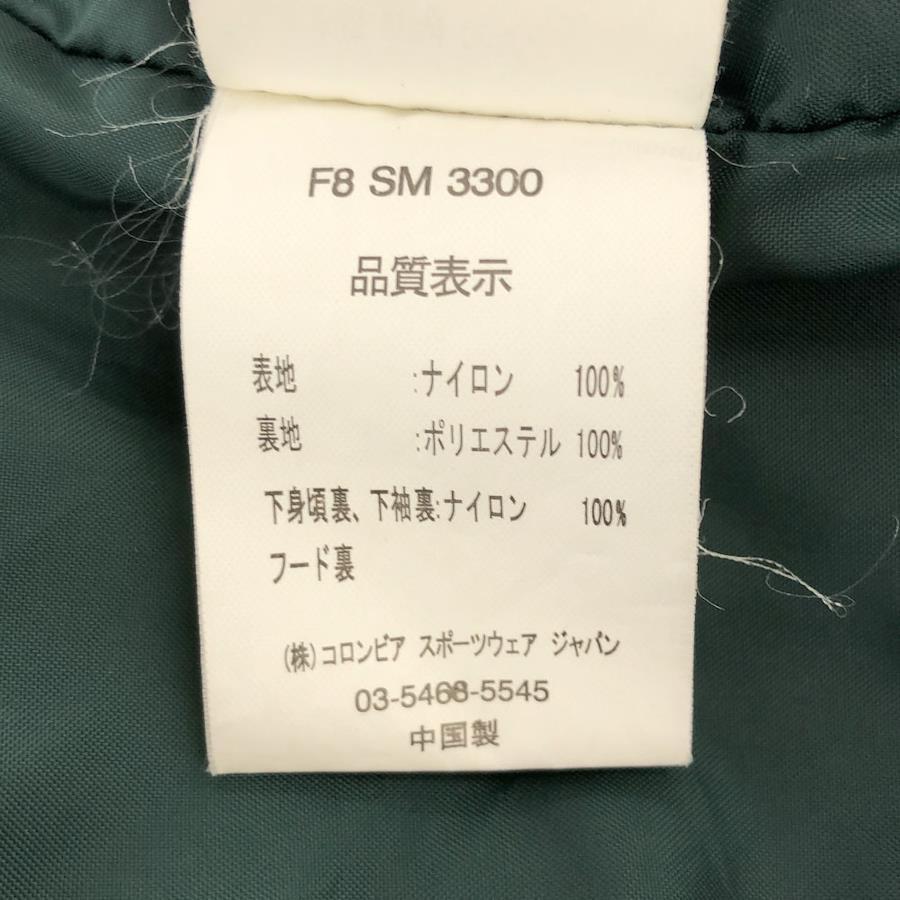 F8 SM 3300
品質表示
表地 :ナイロン 100%
裏地 :ポリエステル 100%
下身頃裏、下袖裏:ナイロン 100%
フード裏
(株)コロンビア スポーツウェア ジャパン
03-5468-5545
中国製